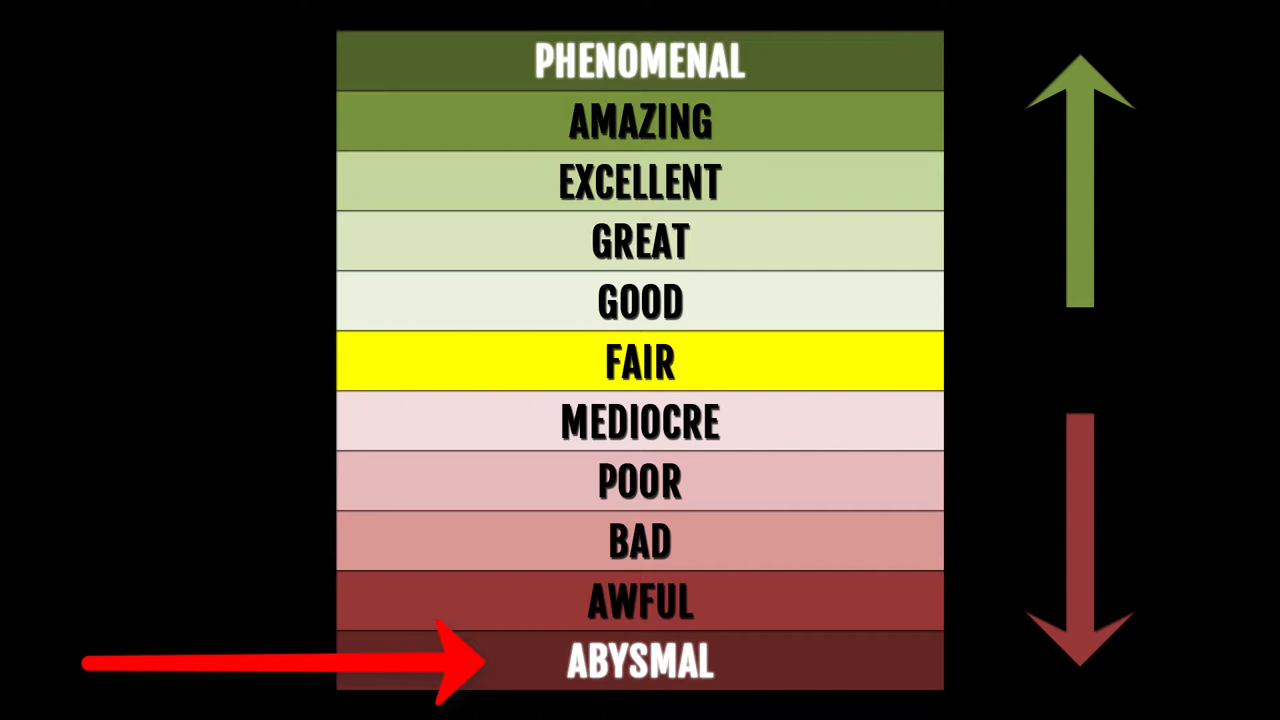 PHENOMENAL
AMAZING
EXCELLENT
GREAT
GOOD
FAIR
MEDIOCRE
POOR
BAD
AWFUL
ABYSMAL